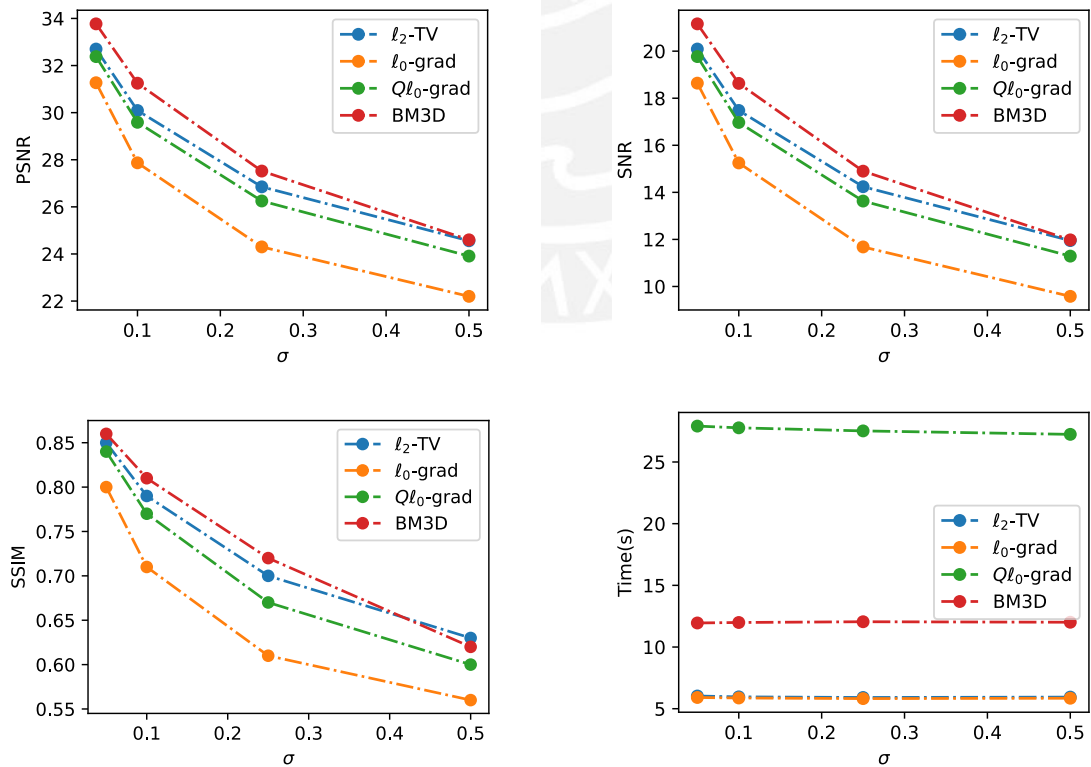 34
32
30
28
26
24
22
PSNR
ℓ₂-TV
ℓ₀-grad
Qℓ₀-grad
BM3D
0.1
0.2
0.3
0.4
0.5
σ
20
18
16
14
12
10
SNR
ℓ₂-TV
ℓ₀-grad
Qℓ₀-grad
BM3D
0.1
0.2
0.3
0.4
0.5
σ
0.85
0.80
0.75
0.70
0.65
0.60
0.55
SSIM
ℓ₂-TV
ℓ₀-grad
Qℓ₀-grad
BM3D
0.1
0.2
0.3
0.4
0.5
σ
25
20
15
10
5
Time(s)
ℓ₂-TV
ℓ₀-grad
Qℓ₀-grad
BM3D
0.1
0.2
0.3
0.4
0.5
σ